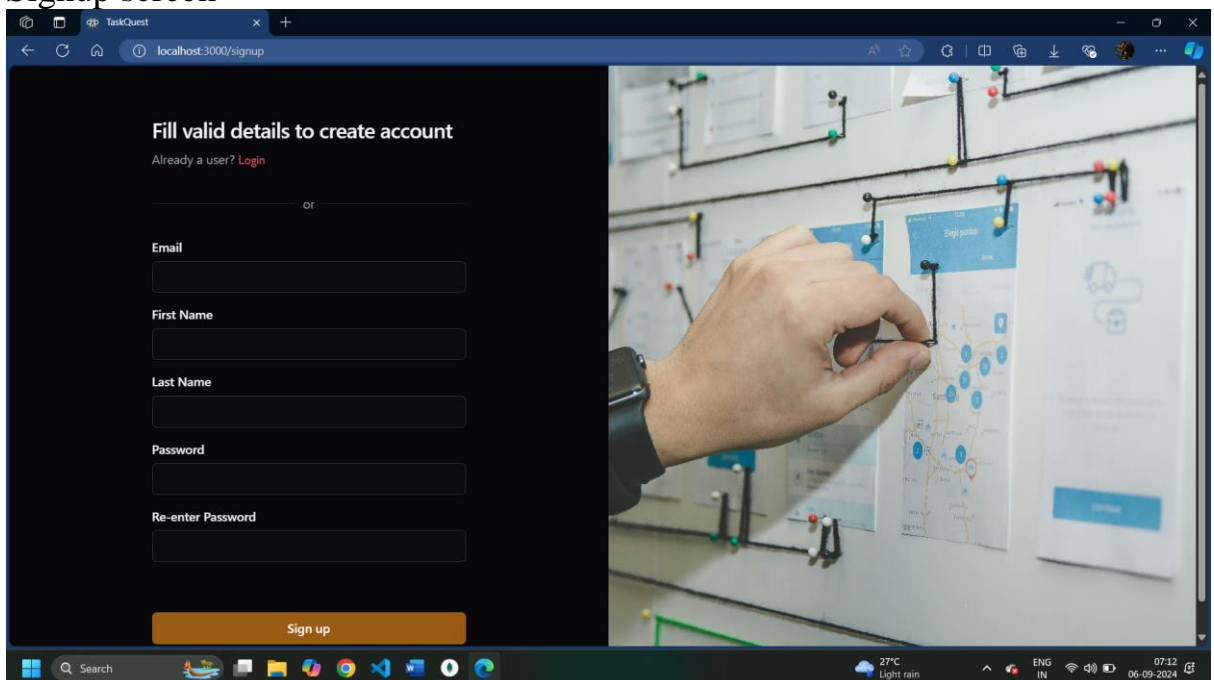 Signup screen
TaskQuest
localhost:3000/signup
Fill valid details to create account
Already a user? Login
or
Email
First Name
Last Name
Password
Re-enter Password
Sign up
Search
27°C
Light rain
ENG
IN
07:12
06-09-2024